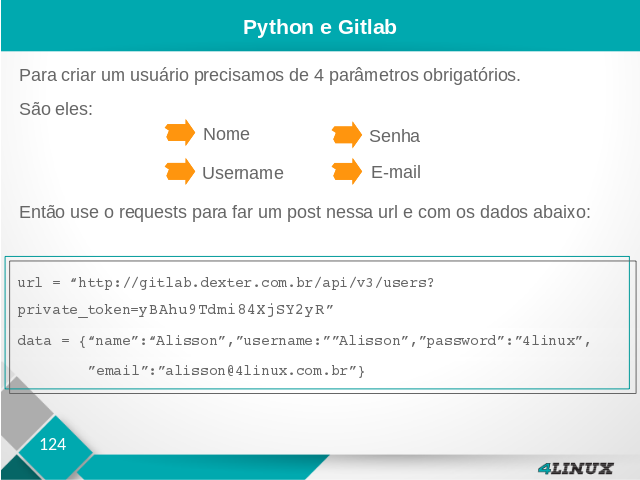 Python e Gitlab
Para criar um usuário precisamos de 4 parâmetros obrigatórios.
São eles:
Nome
Senha
Username
E-mail
Então use o requests para far um post nessa url e com os dados abaixo:
url = “http://gitlab.dexter.com.br/api/v3/users?
private_token=yBAhu9Tdmi84XjSY2yR”
data = {“name”:“Alisson”,”username:””Alisson”,”password”:”4linux”,
”email”:”alisson@4linux.com.br”}
124
4LINUX